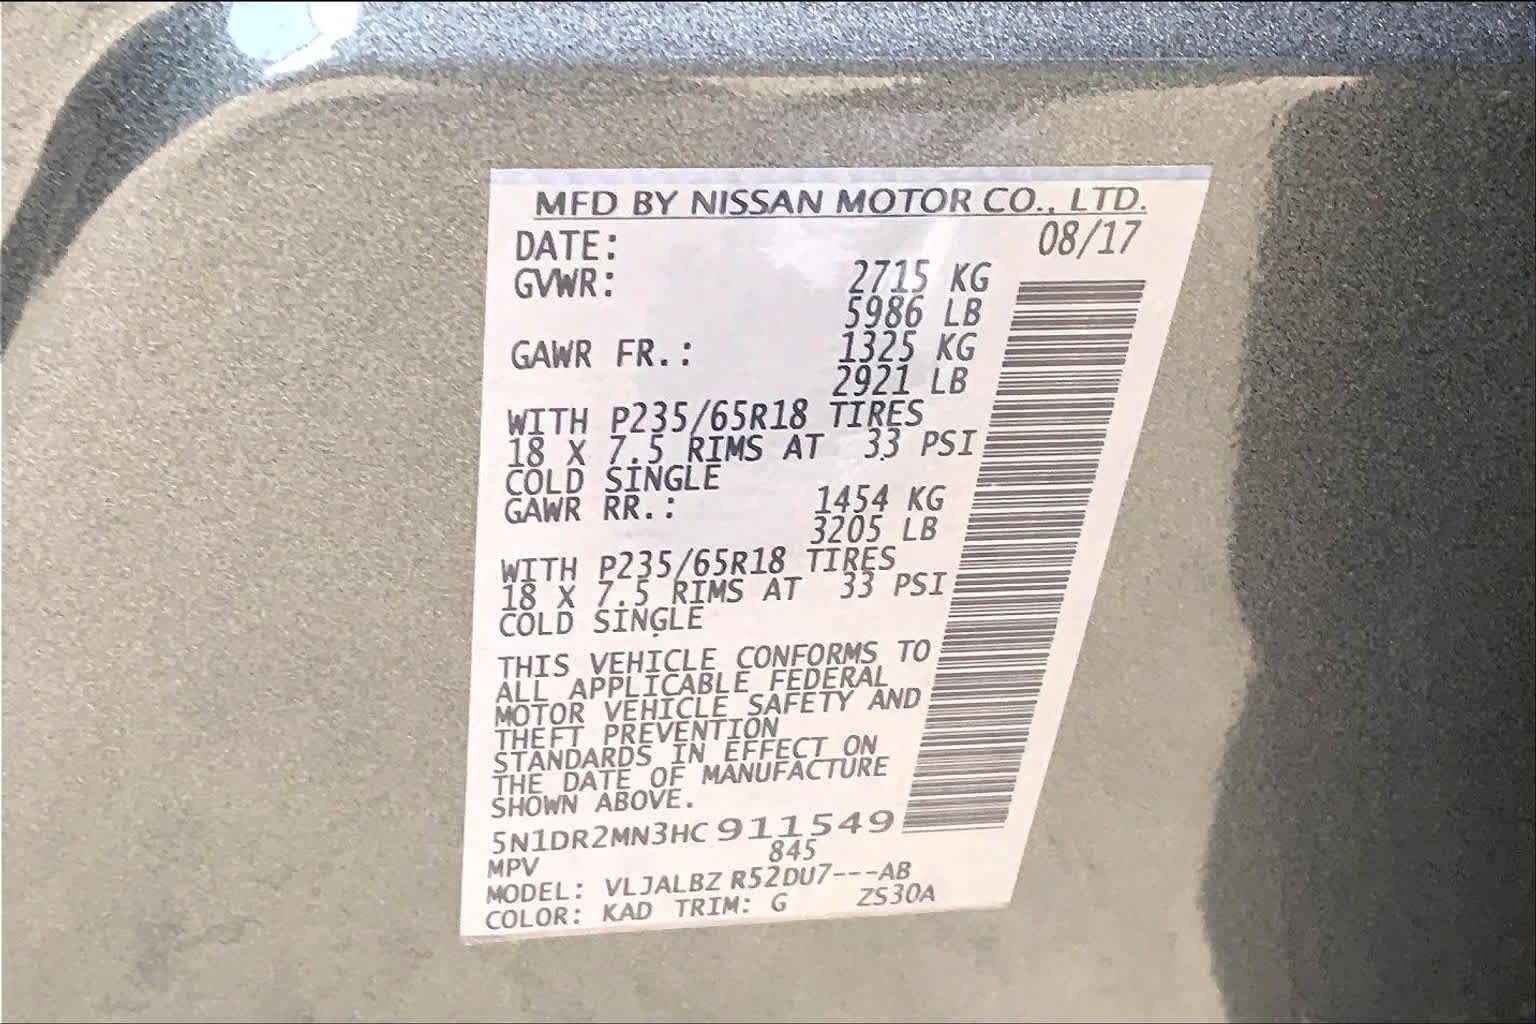 MFD BY NISSAN MOTOR CO., LTD.
DATE: 08/17
GVWR: 2715 KG
5986 LB
GAWR FR.: 1325 KG
2921 LB
WITH P235/65R18 TIRES
18 X 7.5 RIMS AT 33 PSI
COLD SINGLE
GAWR RR.: 1454 KG
3205 LB
WITH P235/65R18 TIRES
18 X 7.5 RIMS AT 33 PSI
COLD SINGLE
THIS VEHICLE CONFORMS TO
ALL APPLICABLE FEDERAL
MOTOR VEHICLE SAFETY AND
THEFT PREVENTION
STANDARDS IN EFFECT ON
THE DATE OF MANUFACTURE
SHOWN ABOVE.
5N1DR2MN3HC911549
MPV 845
MODEL: VLJALBZ R52DU7---AB
COLOR: KAD TRIM: G ZS30A